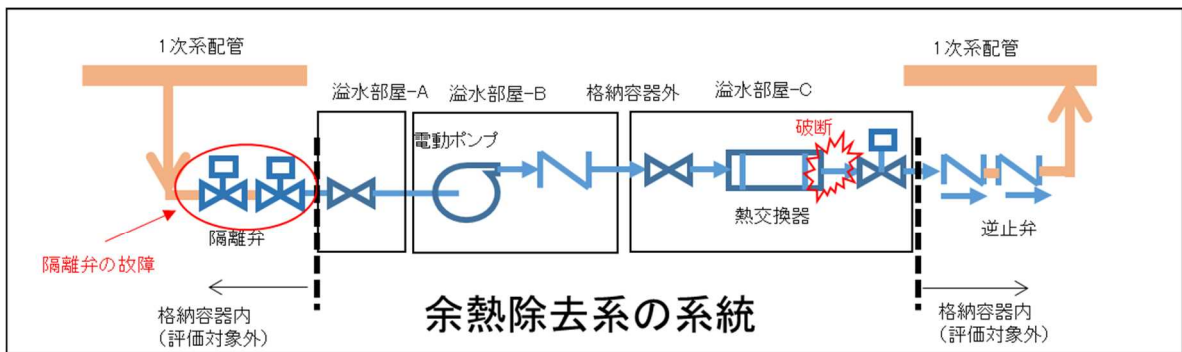 1次系配管
1次系配管
溢水部屋-A
溢水部屋-B
格納容器外
溢水部屋-C
電動ポンプ
破断
隔離弁
熱交換器
逆止弁
隔離弁の故障
格納容器内
（評価対象外）
余熱除去系の系統
格納容器内
（評価対象外）